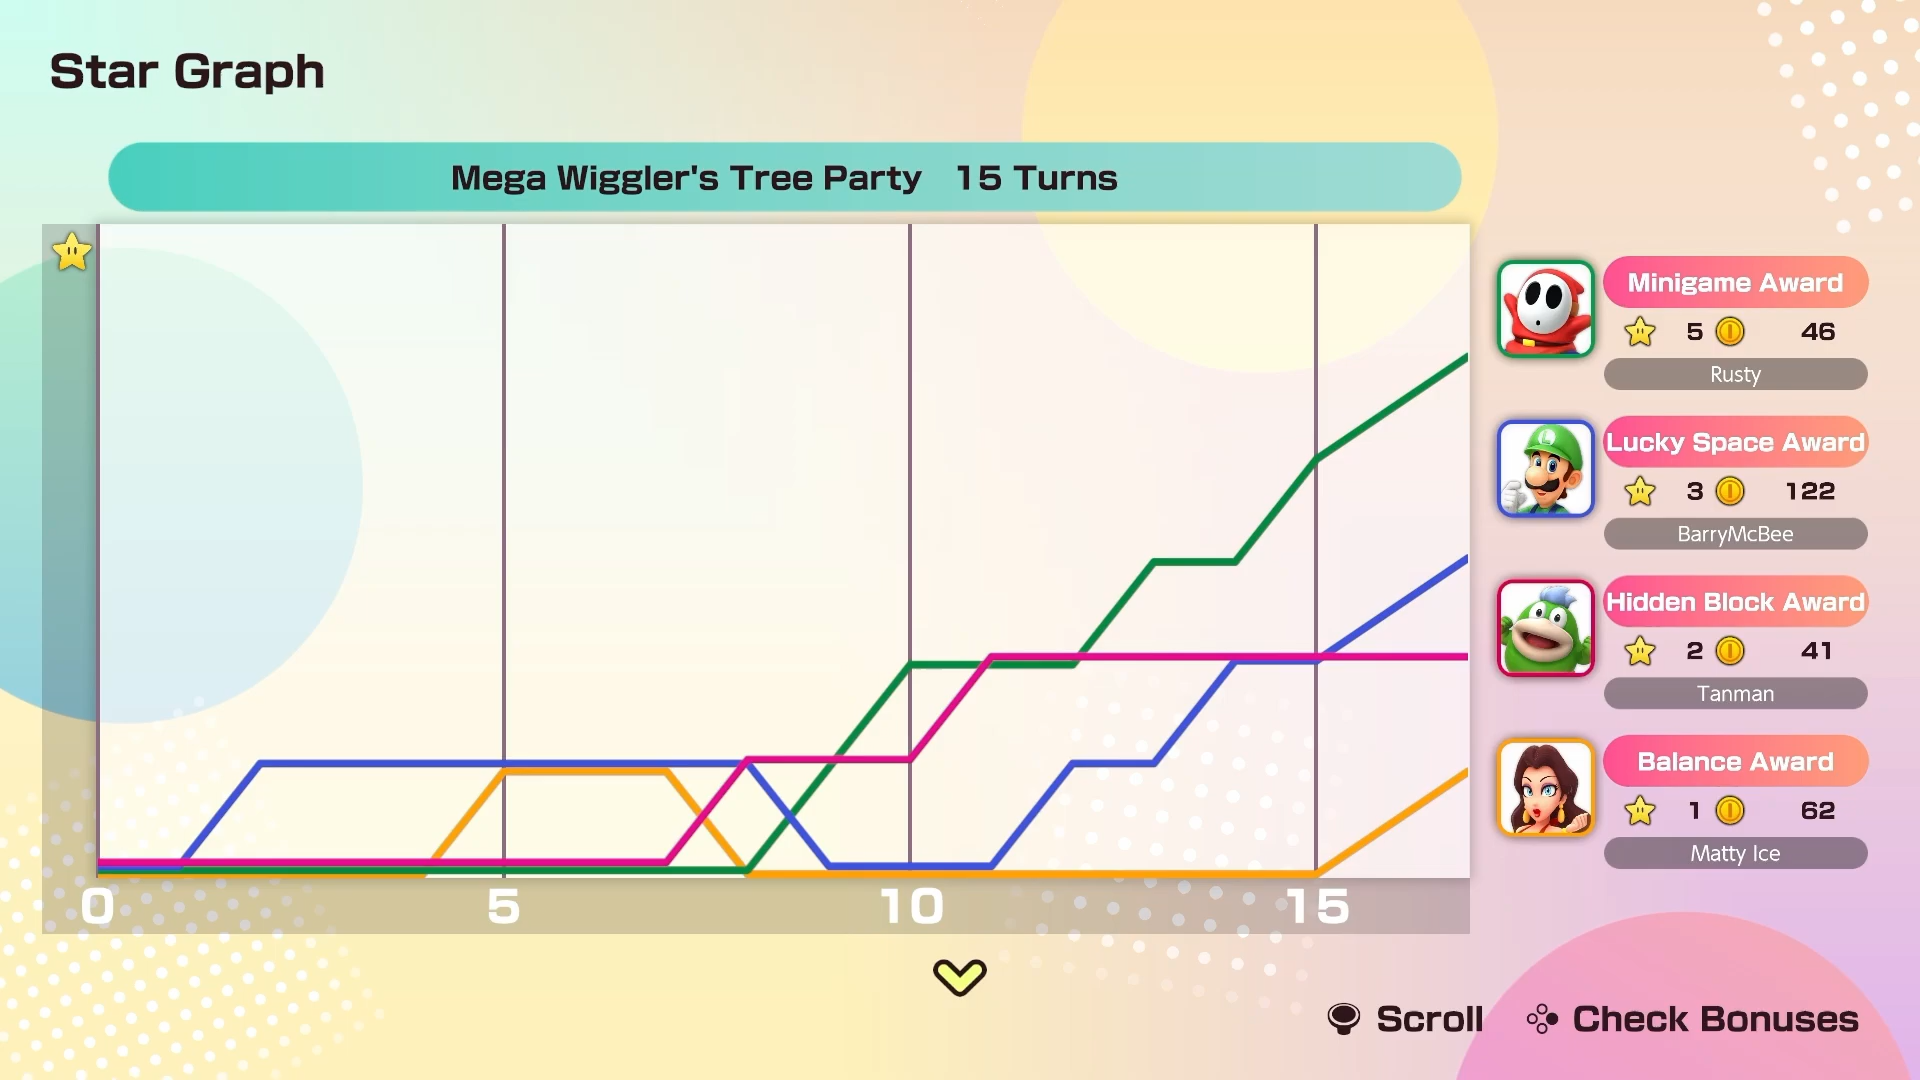 Star Graph
Mega Wiggler's Tree Party 15 Turns
Minigame Award
5 46
Rusty
Lucky Space Award
3 122
BarryMcBee
Hidden Block Award
2 41
Tanman
Balance Award
1 62
Matty Ice
0 5 10 15
Scroll Check Bonuses